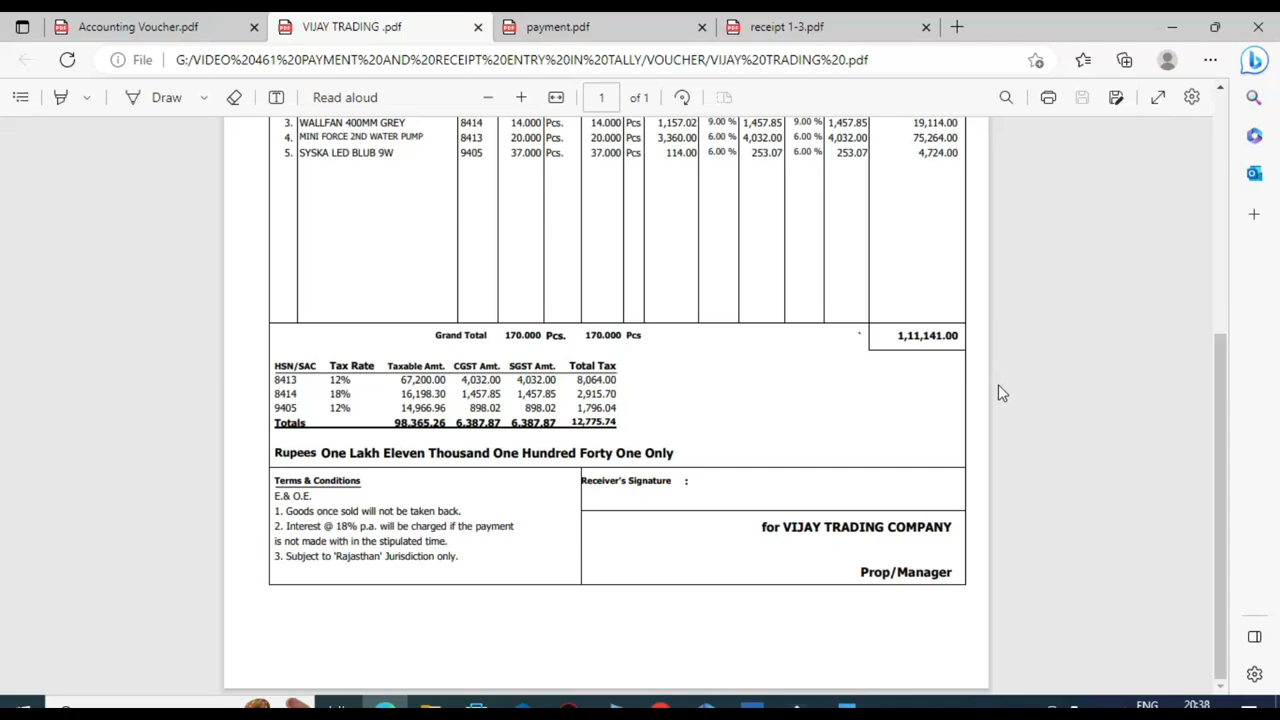 Accounting Voucher.pdf
VIJAY TRADING .pdf
payment.pdf
receipt 1-3.pdf
File G:/VIDEO%20461%20PAYMENT%20AND%20RECEIPT%20ENTRY%20IN%20TALLY/VOUCHER/VIJAY%20TRADING%20.pdf
Draw Read aloud 1 of 1
3. WALLFAN 400MM GREY 8414 14.000 Pcs. 14.000 Pcs 1,157.02 9.00 % 1,457.85 9.00 % 1,457.85 19,114.00
4. MINI FORCE 2ND WATER PUMP 8413 20.000 Pcs. 20.000 Pcs 3,360.00 6.00 % 4,032.00 6.00 % 4,032.00 75,264.00
5. SYSKA LED BLUB 9W 9405 37.000 Pcs. 37.000 Pcs 114.00 6.00 % 253.07 6.00 % 253.07 4,724.00
Grand Total 170.000 Pcs. 170.000 Pcs ` 1,11,141.00
HSN/SAC Tax Rate Taxable Amt. CGST Amt. SGST Amt. Total Tax
8413 12% 67,200.00 4,032.00 4,032.00 8,064.00
8414 18% 16,198.30 1,457.85 1,457.85 2,915.70
9405 12% 14,966.96 898.02 898.02 1,796.04
Totals 98,365.26 6,387.87 6,387.87 12,775.74
Rupees One Lakh Eleven Thousand One Hundred Forty One Only
Terms & Conditions
E.& O.E.
1. Goods once sold will not be taken back.
2. Interest @ 18% p.a. will be charged if the payment
is not made with in the stipulated time.
3. Subject to 'Rajasthan' Jurisdiction only.
Receiver's Signature :
for VIJAY TRADING COMPANY
Prop/Manager
ENG 20:38